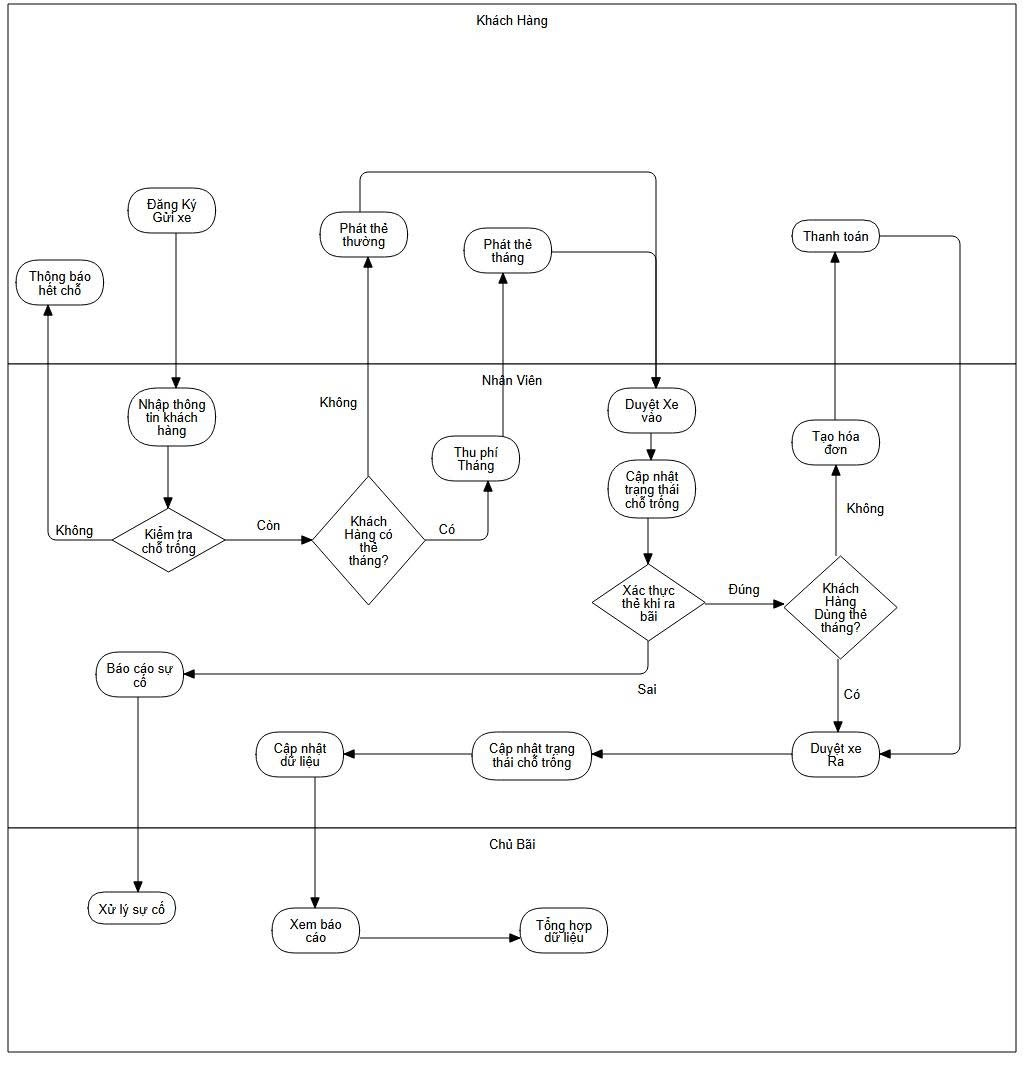 Khách Hàng
Đăng Ký
Gửi xe
Phát thẻ
thường
Phát thẻ
tháng
Thanh toán
Thông báo
hết chỗ
Nhân Viên
Nhập thông
tin khách
hàng
Không
Duyệt Xe
vào
Tạo hóa
đơn
Thu phí
Tháng
Cập nhật
trạng thái
chỗ trống
Không
Không
Kiểm tra
chỗ trống
Còn
Khách
Hàng có
thẻ
tháng?
Có
Xác thực
thẻ khi ra
bãi
Đúng
Khách
Hàng
Dùng thẻ
tháng?
Báo cáo sự
cố
Sai
Có
Cập nhật
dữ liệu
Cập nhật trạng
thái chỗ trống
Duyệt xe
Ra
Chủ Bãi
Xử lý sự cố
Xem báo
cáo
Tổng hợp
dữ liệu